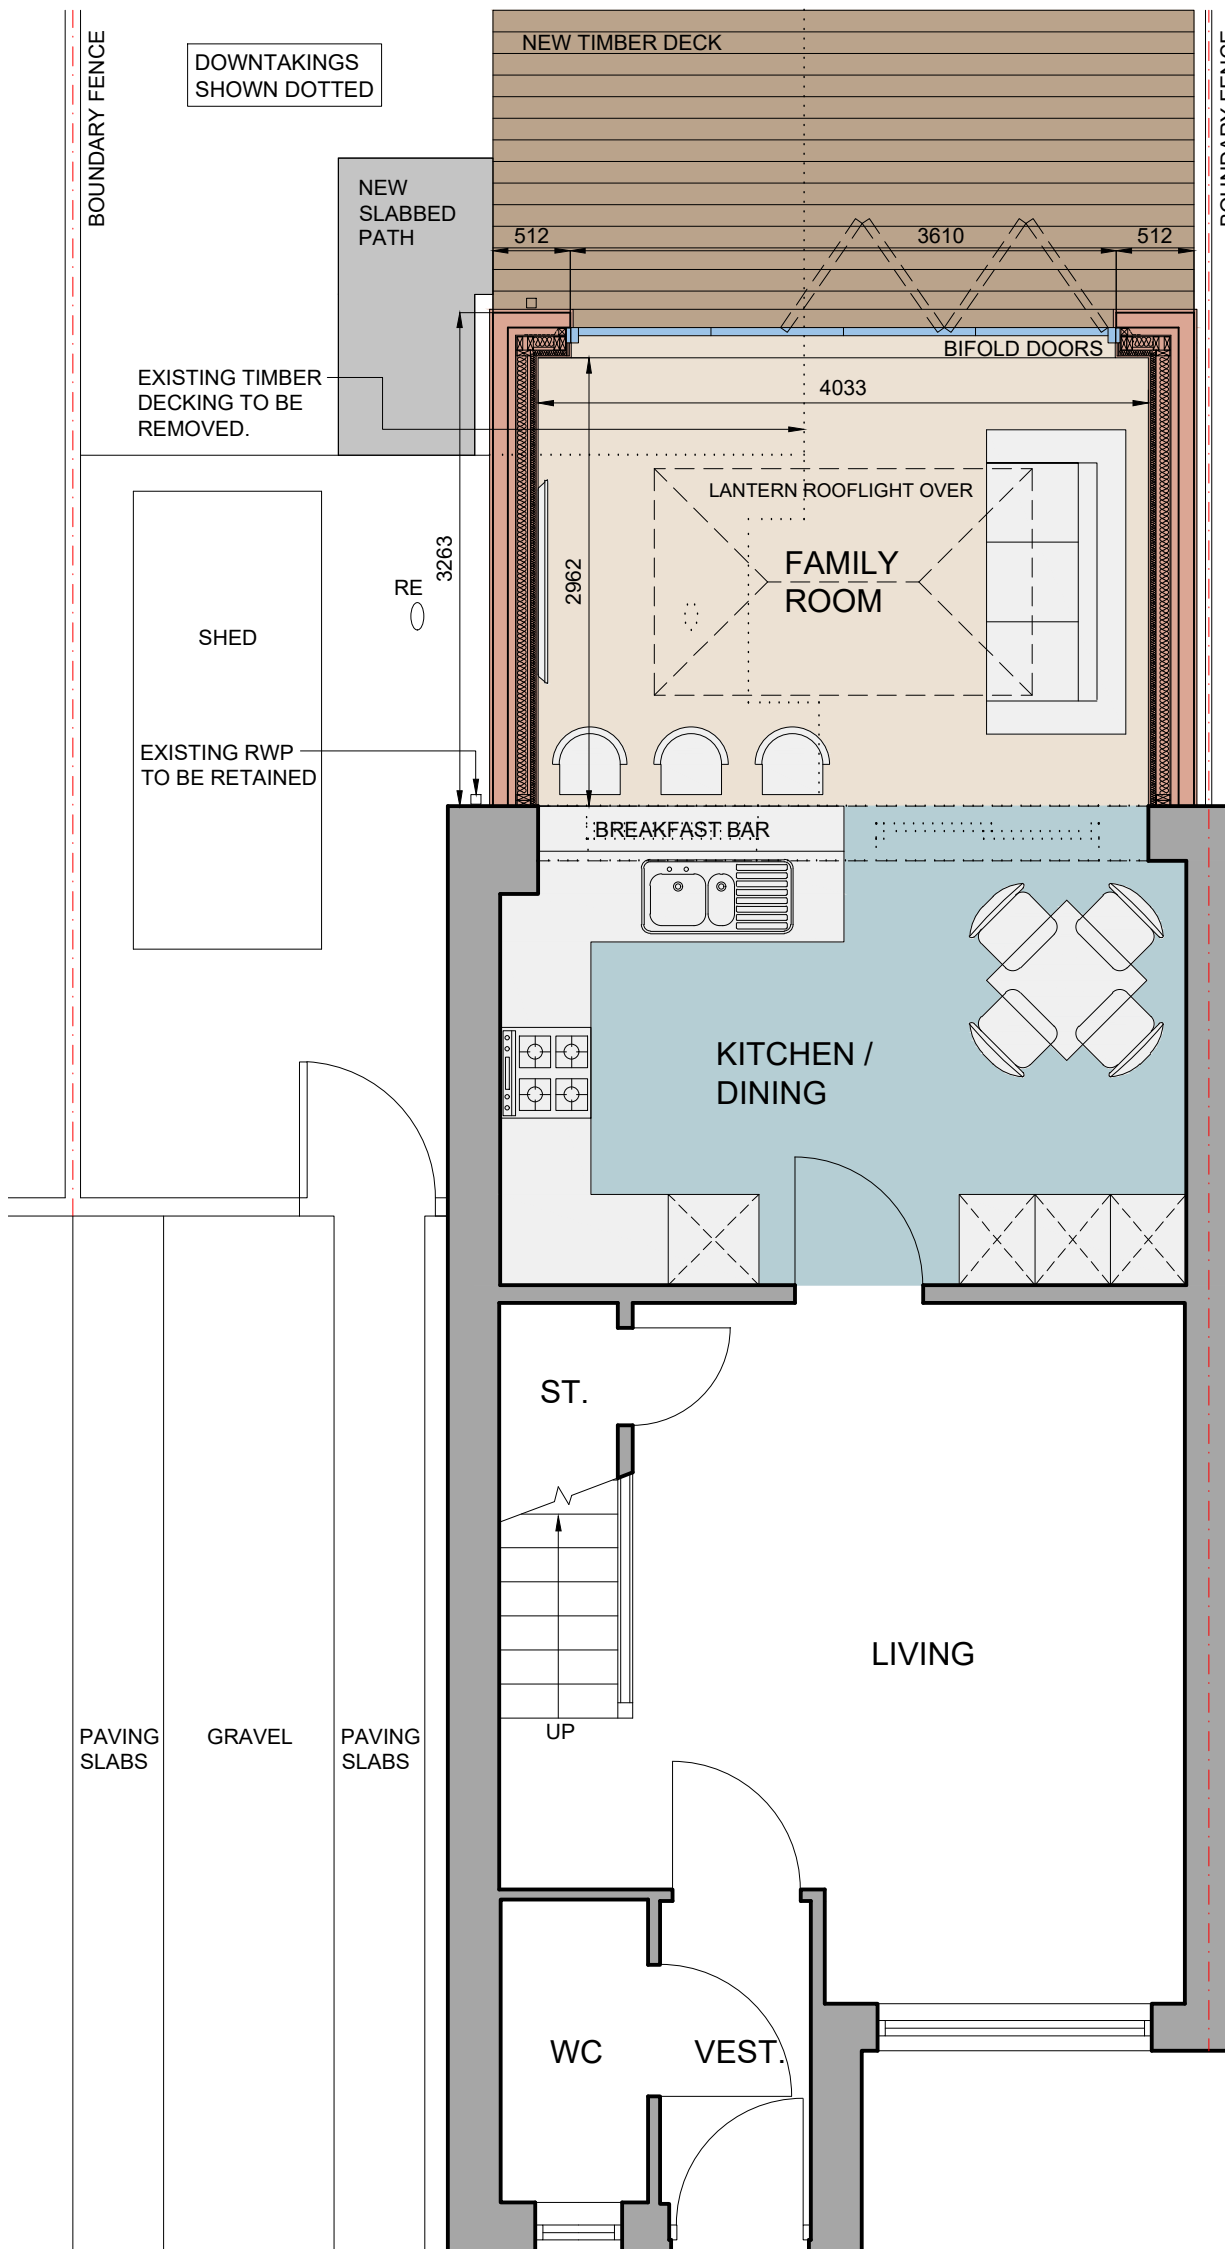 NEW TIMBER DECK
DOWNTAKINGS
SHOWN DOTTED
BOUNDARY FENCE
BOUNDARY FENCE
NEW
SLABBED
PATH
512
3610
512
BIFOLD DOORS
EXISTING TIMBER
DECKING TO BE
REMOVED.
4033
LANTERN ROOFLIGHT OVER
3263
2962
FAMILY
ROOM
RE
SHED
EXISTING RWP
TO BE RETAINED
BREAKFAST BAR
KITCHEN /
DINING
ST.
LIVING
UP
PAVING
SLABS
GRAVEL
PAVING
SLABS
WC
VEST.